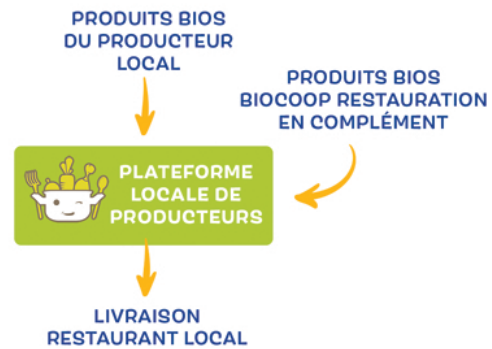 PRODUITS BIOS
DU PRODUCTEUR
LOCAL
PRODUITS BIOS
BIOCOOP RESTAURATION
EN COMPLÉMENT
PLATEFORME
LOCALE DE
PRODUCTEURS
LIVRAISON
RESTAURANT LOCAL